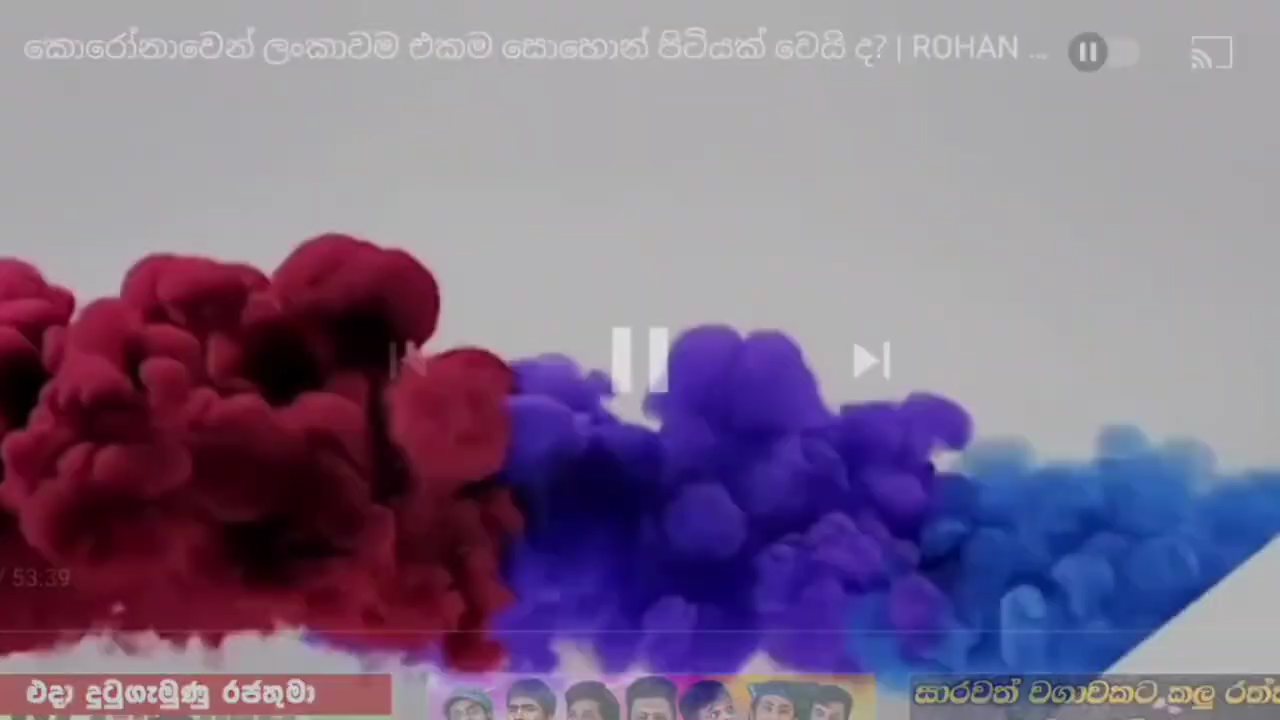 කොරෝනාවෙන් ලංකාවම එකම සොහොන් පිටියක් වෙයි ද? | ROHAN ...
/ 53:39
එදා දුටුගැමුණු රජතුමා
සාරවත් වගාවකට කලු රත්